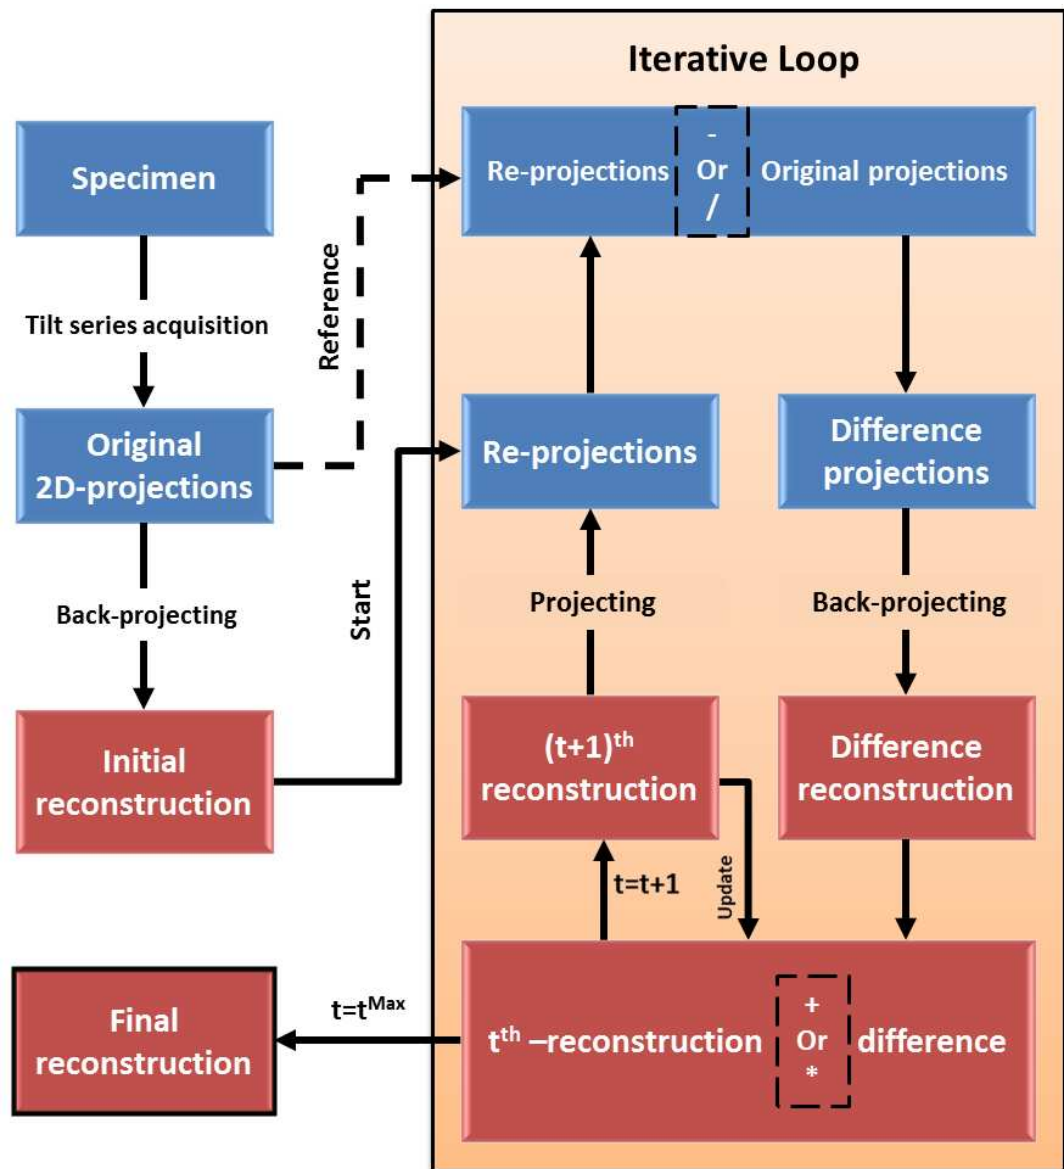 Iterative Loop
Specimen
Tilt series acquisition
Original
2D-projections
Back-projecting
Initial
reconstruction
Final
reconstruction
Reference
Start
t=t^Max
Re-projections
-
Or
/
Original projections
Re-projections
Difference
projections
Projecting
Back-projecting
(t+1)^th
reconstruction
Difference
reconstruction
t=t+1
Update
t^th –reconstruction
+
Or
*
difference